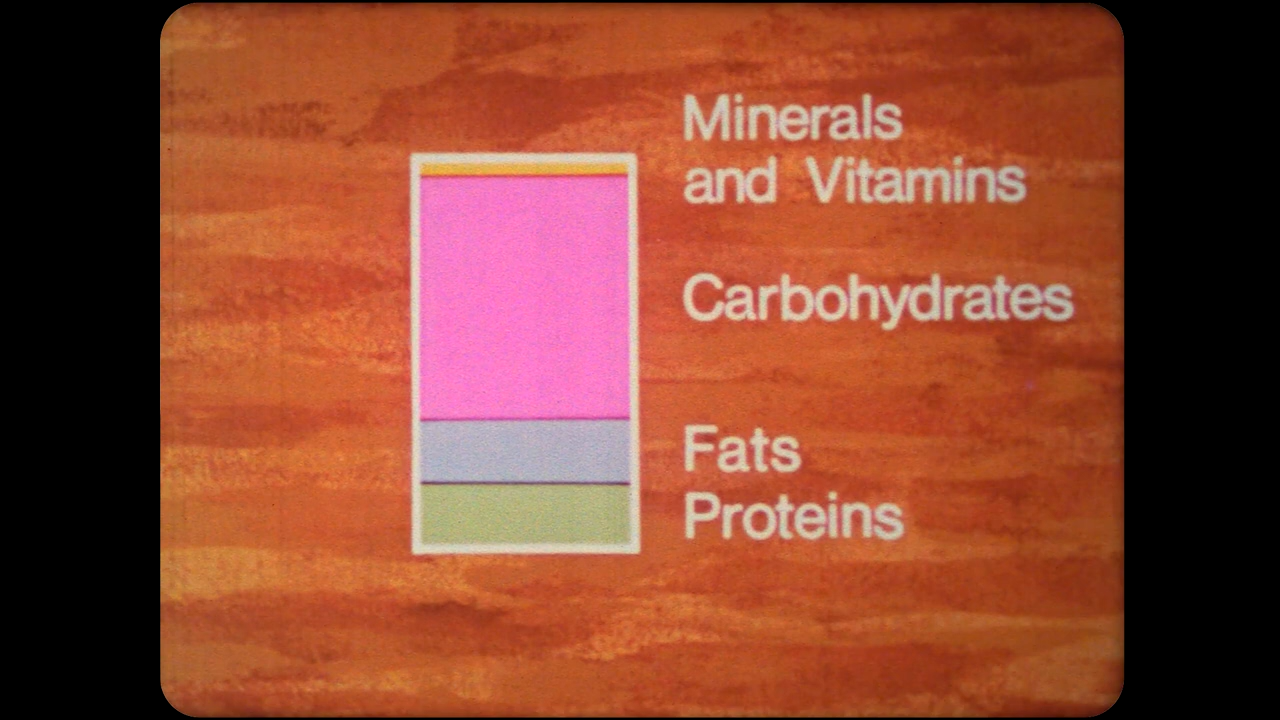 Minerals
and Vitamins
Carbohydrates
Fats
Proteins